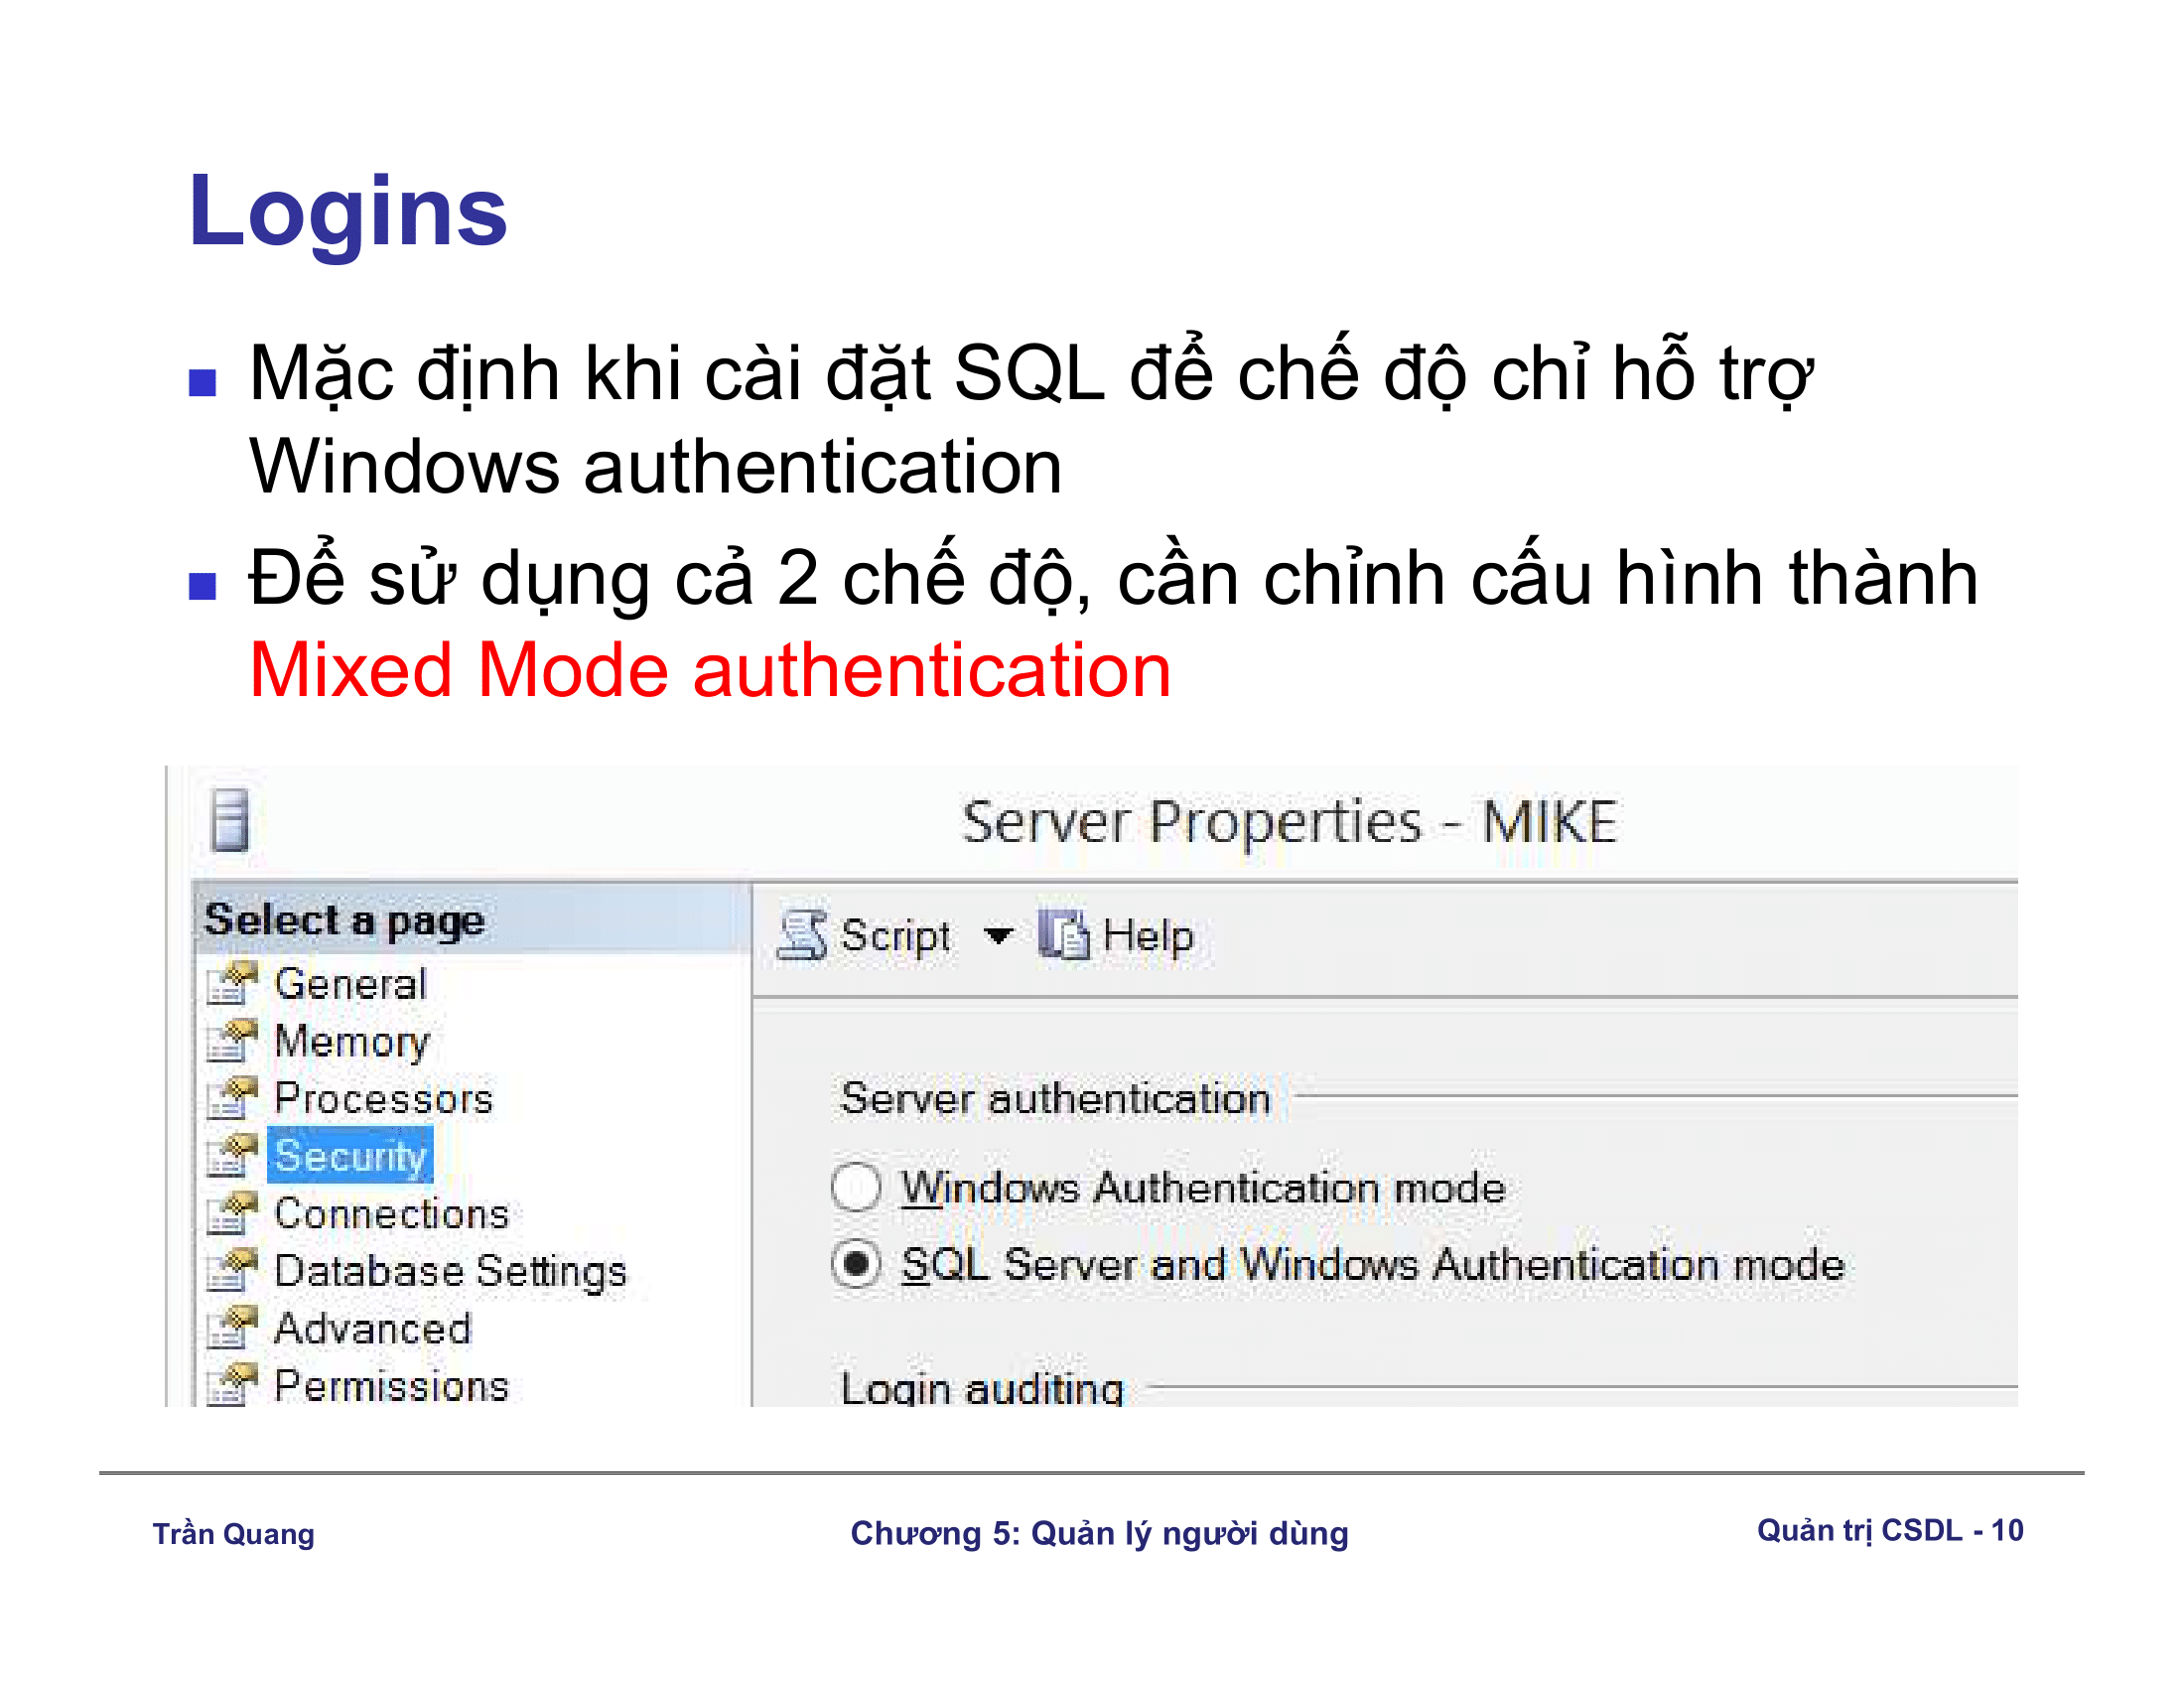 Logins
Mặc định khi cài đặt SQL để chế độ chỉ hỗ trợ
Windows authentication
Để sử dụng cả 2 chế độ, cần chỉnh cấu hình thành
Mixed Mode authentication
Server Properties - MIKE
Select a page
General
Memory
Processors
Security
Connections
Database Settings
Advanced
Permissions
Script
Help
Server authentication
Windows Authentication mode
SQL Server and Windows Authentication mode
Login auditing
Trần Quang
Chương 5: Quản lý người dùng
Quản trị CSDL - 10